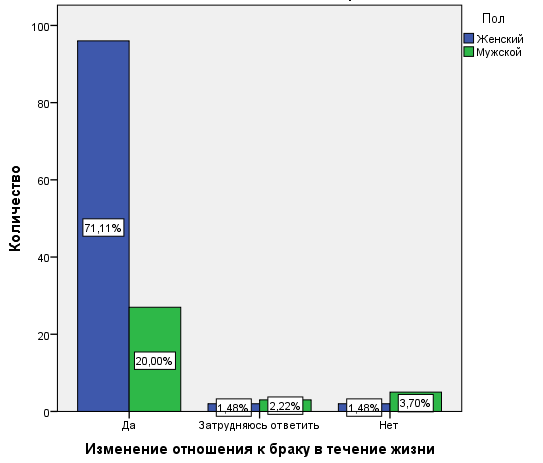 Пол
Женский
Мужской
Количество
100
80
60
40
20
0
71,11%
20,00%
1,48%
2,22%
1,48%
3,70%
Да
Затрудняюсь ответить
Нет
Изменение отношения к браку в течение жизни